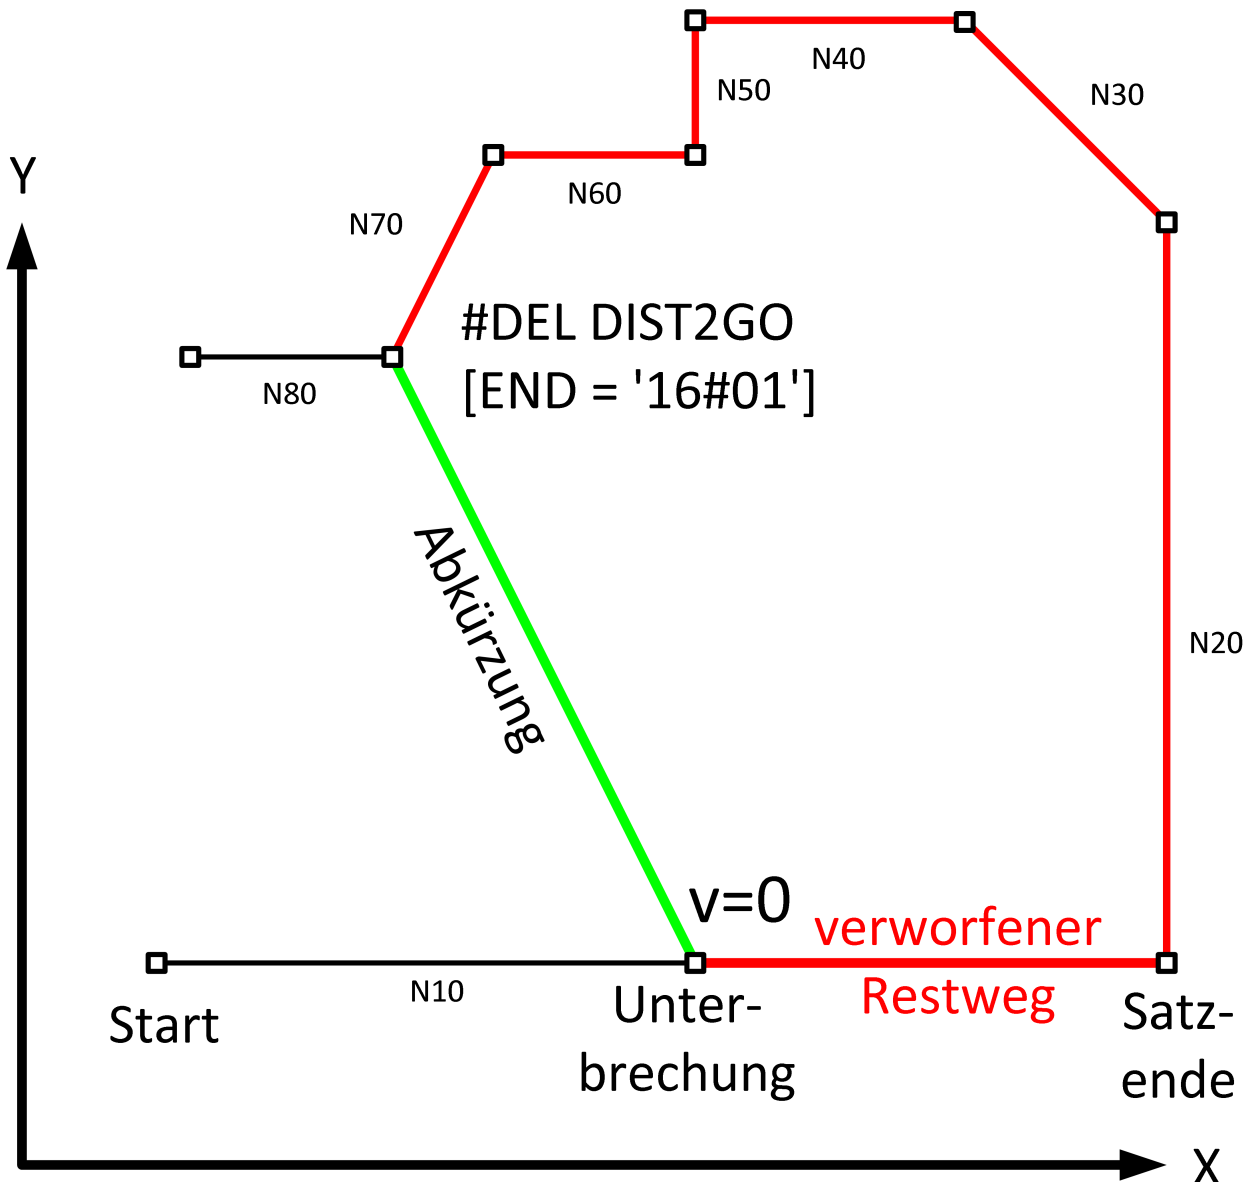 N40
N50
N30
Y
N60
N70
#DEL DIST2GO
[END = '16#01']
N80
Abkürzung
N20
v=0
verworfener
Restweg
N10
Start
Unter-
brechung
Satz-
ende
X